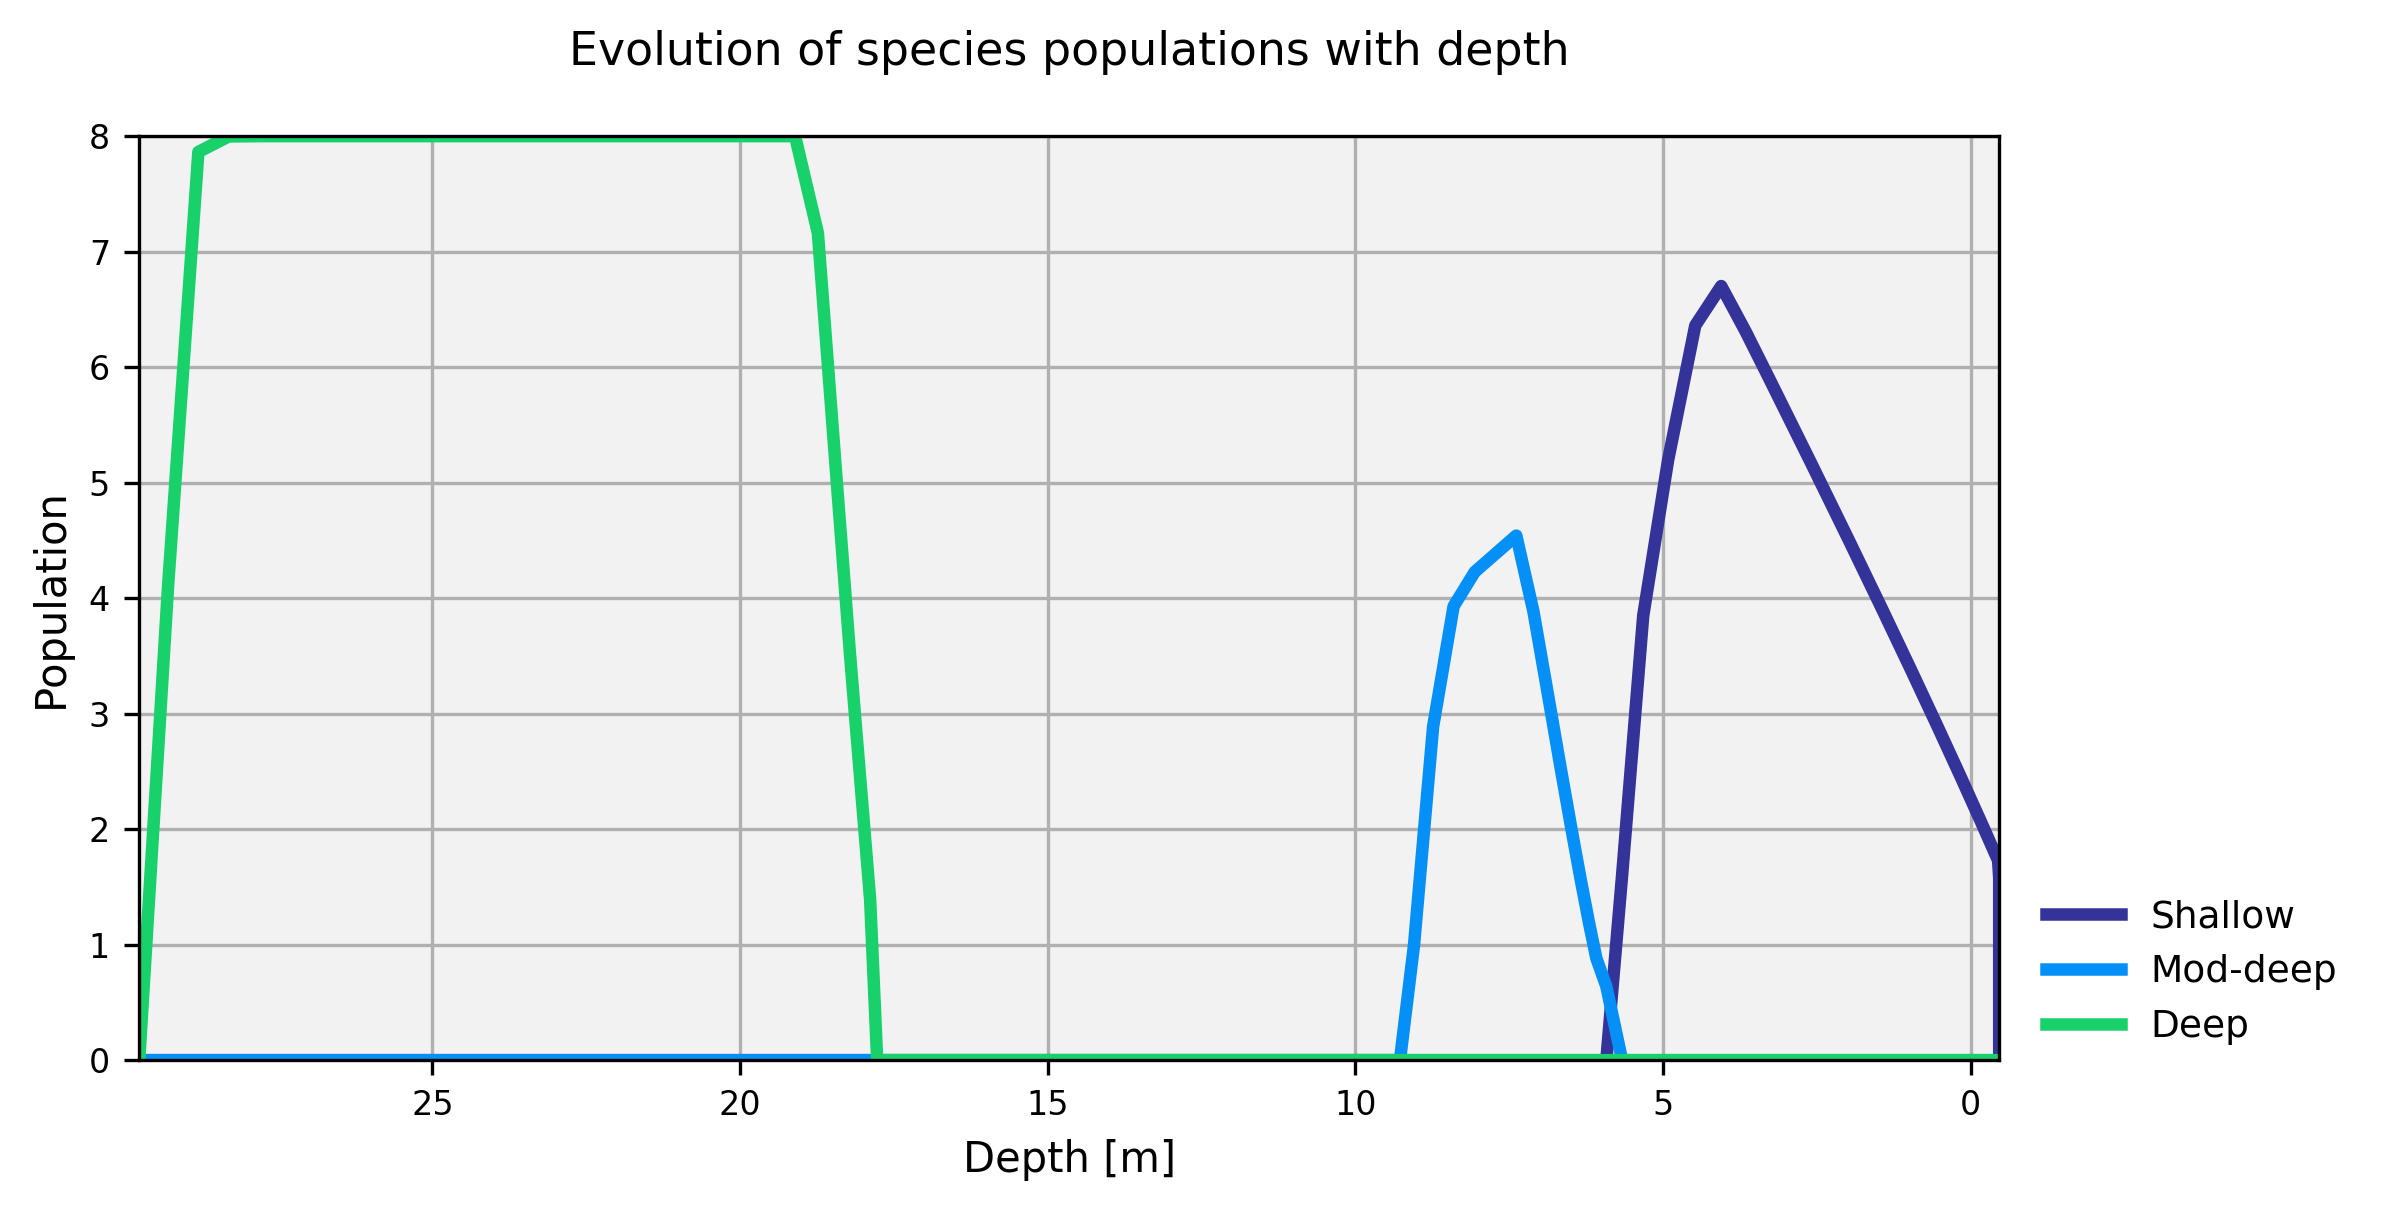 Evolution of species populations with depth
8
7
6
5
4
3
2
1
0
Population
25 20 15 10 5 0
Depth [m]
Shallow
Mod-deep
Deep